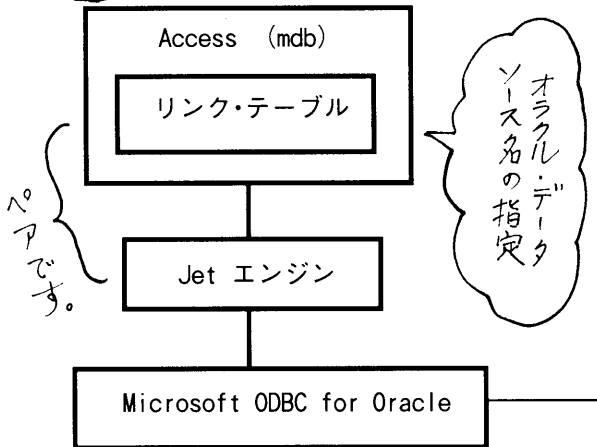 Access (mdb)
リンク・テーブル
オラクル・データ
ソース名の指定
ペアです。
Jet エンジン
Microsoft ODBC for Oracle